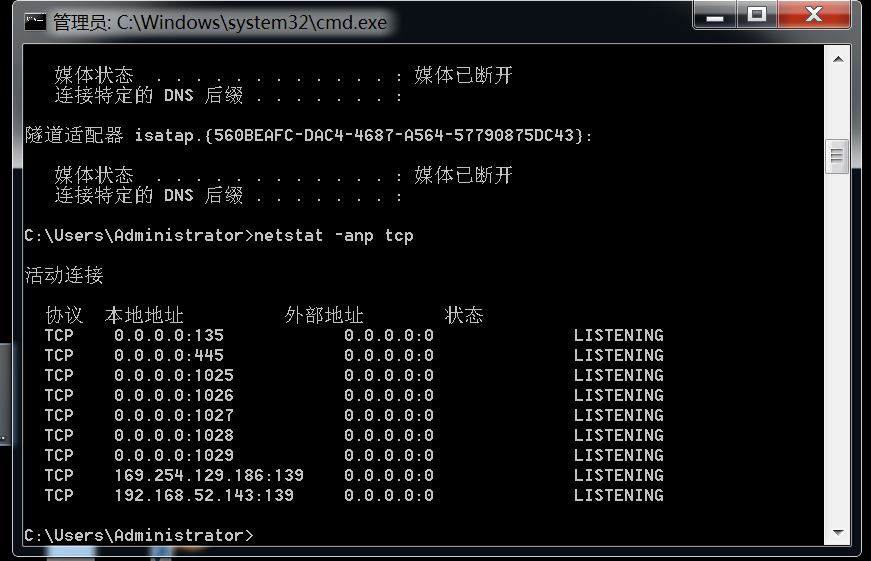 管理员: C:\Windows\system32\cmd.exe
媒体状态 . . . . . . . . . . . . : 媒体已断开
连接特定的 DNS 后缀 . . . . . . . :
隧道适配器 isatap.{560BEAFC-DAC4-4687-A564-57790875DC43}:
媒体状态 . . . . . . . . . . . . : 媒体已断开
连接特定的 DNS 后缀 . . . . . . . :
C:\Users\Administrator>netstat -anp tcp
活动连接
协议 本地地址 外部地址 状态
TCP 0.0.0.0:135 0.0.0.0:0 LISTENING
TCP 0.0.0.0:445 0.0.0.0:0 LISTENING
TCP 0.0.0.0:1025 0.0.0.0:0 LISTENING
TCP 0.0.0.0:1026 0.0.0.0:0 LISTENING
TCP 0.0.0.0:1027 0.0.0.0:0 LISTENING
TCP 0.0.0.0:1028 0.0.0.0:0 LISTENING
TCP 0.0.0.0:1029 0.0.0.0:0 LISTENING
TCP 169.254.129.186:139 0.0.0.0:0 LISTENING
TCP 192.168.52.143:139 0.0.0.0:0 LISTENING
C:\Users\Administrator>